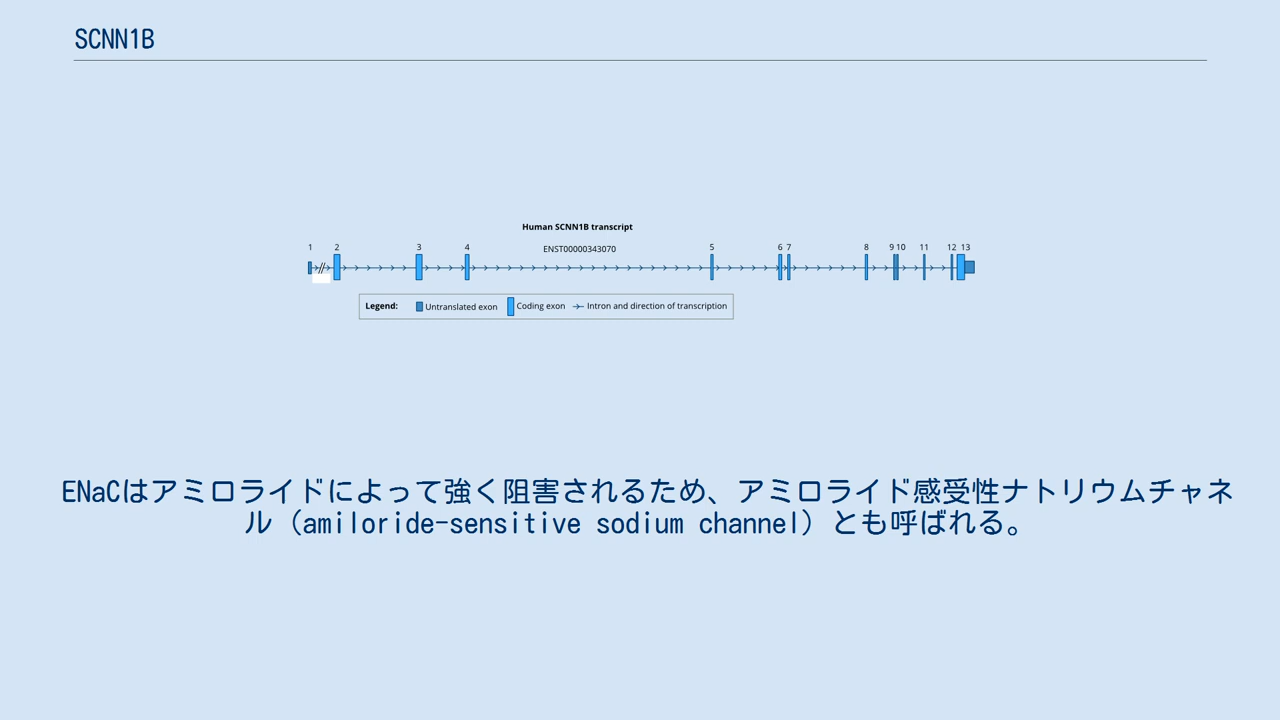 SCNN1B
Human SCNN1B transcript
1 2 3 4 ENST00000343070 5 6 7 8 9 10 11 12 13
Legend: Untranslated exon Coding exon Intron and direction of transcription
ENaCはアミロライドによって強く阻害されるため、アミロライド感受性ナトリウムチャネ
ル（amiloride-sensitive sodium channel）とも呼ばれる。